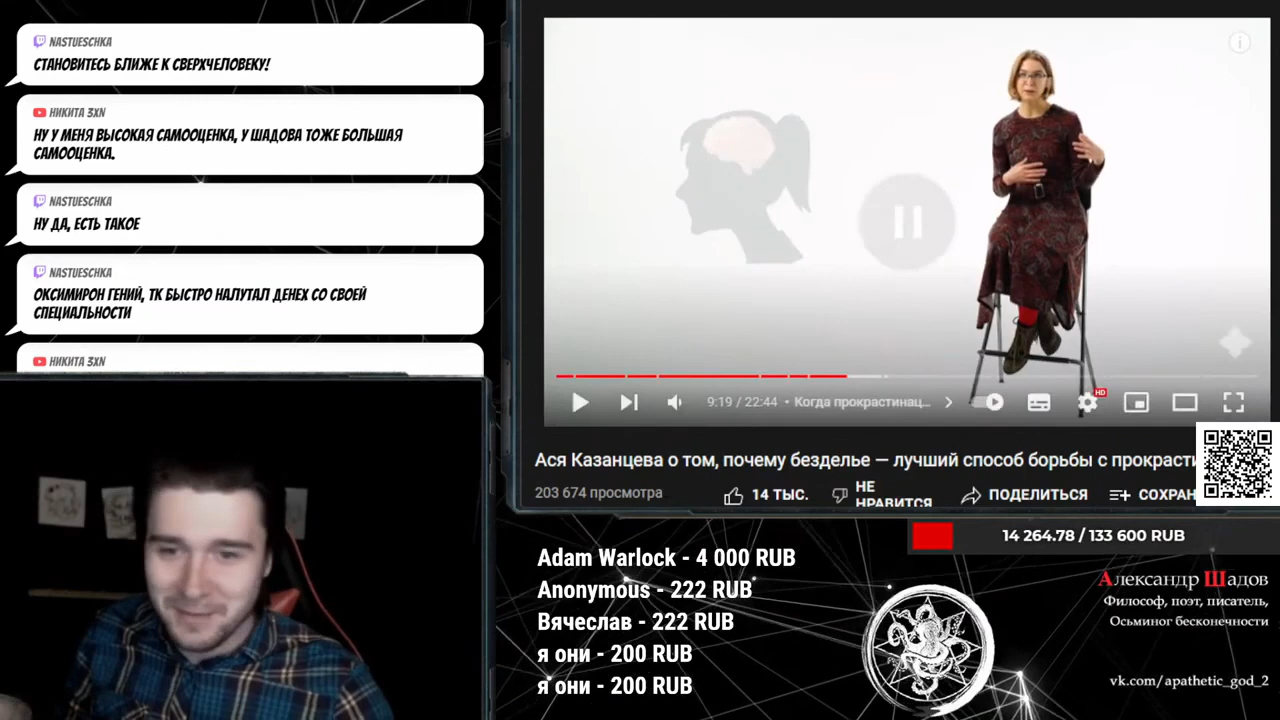 NASTUESCHKA
СТАНОВИТЕСЬ БЛИЖЕ К СВЕРХЧЕЛОВЕКУ!
НИКИТА 3XN
НУ У МЕНЯ ВЫСОКАЯ САМООЦЕНКА, У ШАДОВА ТОЖЕ БОЛЬШАЯ
САМООЦЕНКА.
NASTUESCHKA
НУ ДА, ЕСТЬ ТАКОЕ
NASTUESCHKA
ОКСИМИРОН ГЕНИЙ, ТК БЫСТРО НАЛУТАЛ ДЕНЕХ СО СВОЕЙ
СПЕЦИАЛЬНОСТИ
НИКИТА 3XN
9:19 / 22:44 • Когда прокрастинац...
HD
Ася Казанцева о том, почему безделье — лучший способ борьбы с прокрасти
203 674 просмотра
14 ТЫС.
НЕ
НРАВИТСЯ
ПОДЕЛИТЬСЯ
СОХРАН
14 264.78 / 133 600 RUB
Adam Warlock - 4 000 RUB
Anonymous - 222 RUB
Вячеслав - 222 RUB
я они - 200 RUB
я они - 200 RUB
Александр Шадов
Философ, поэт, писатель,
Осьминог бесконечности
vk.com/apathetic_god_2